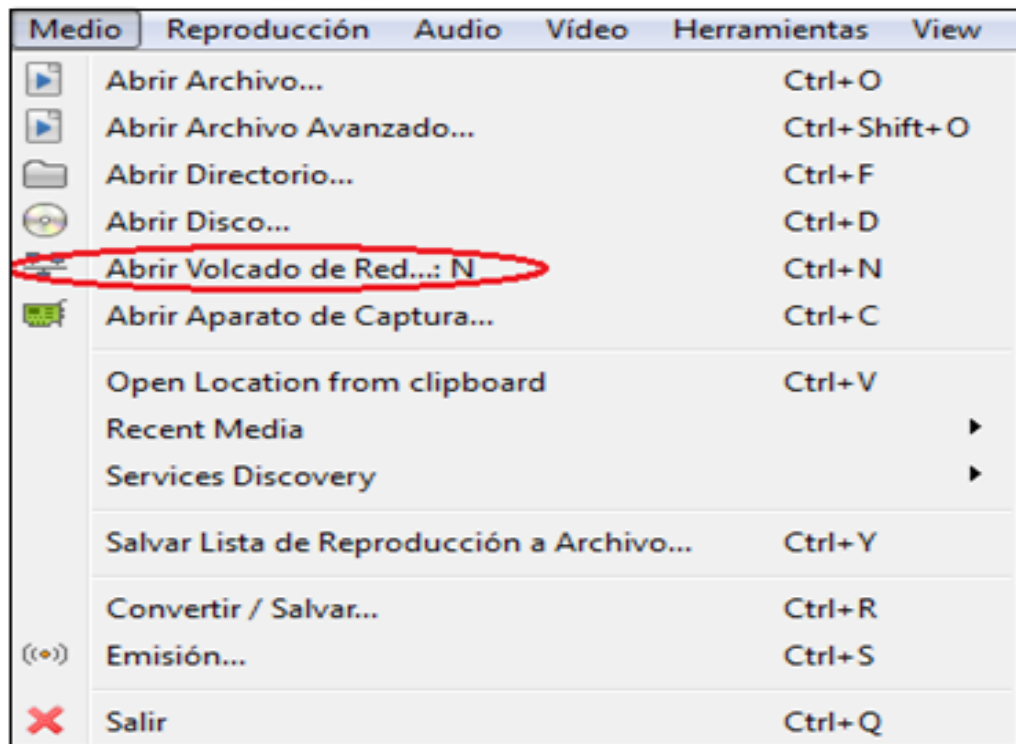 Medio Reproducción Audio Vídeo Herramientas View
Abrir Archivo... Ctrl+O
Abrir Archivo Avanzado... Ctrl+Shift+O
Abrir Directorio... Ctrl+F
Abrir Disco... Ctrl+D
Abrir Volcado de Red...: N Ctrl+N
Abrir Aparato de Captura... Ctrl+C
Open Location from clipboard Ctrl+V
Recent Media
Services Discovery
Salvar Lista de Reproducción a Archivo... Ctrl+Y
Convertir / Salvar... Ctrl+R
Emisión... Ctrl+S
Salir Ctrl+Q